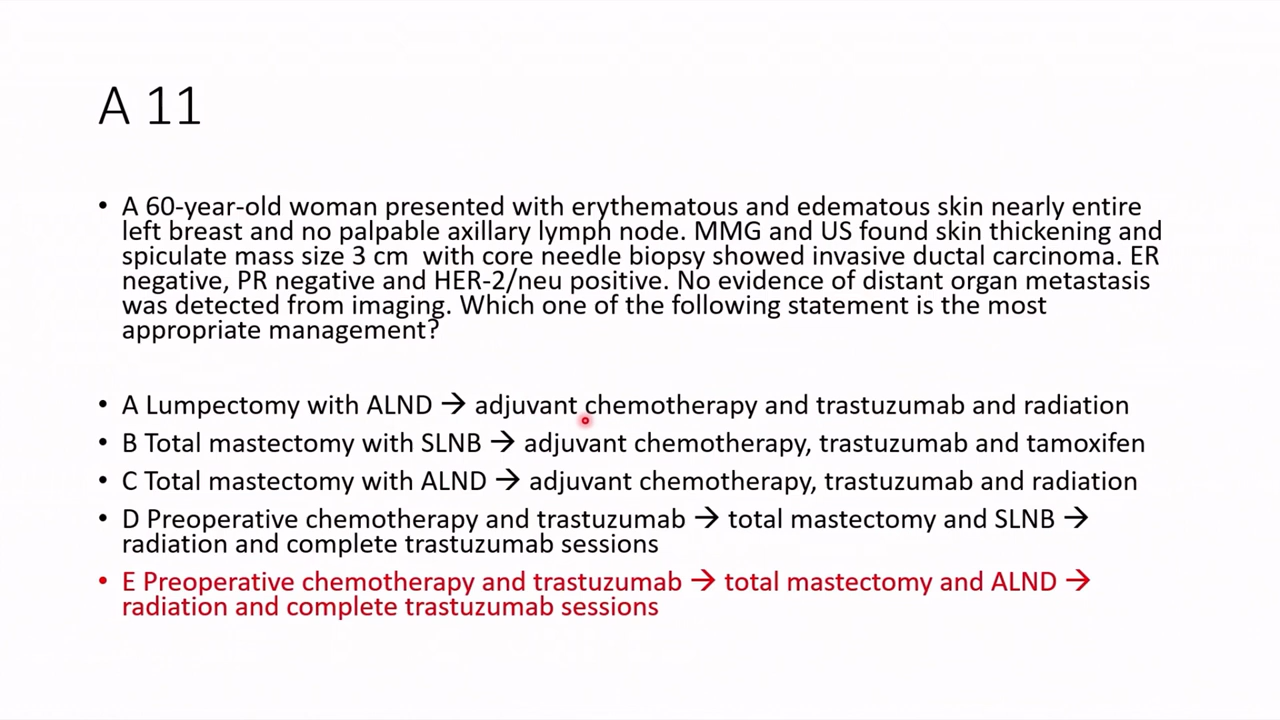 A 11
• A 60-year-old woman presented with erythematous and edematous skin nearly entire
left breast and no palpable axillary lymph node. MMG and US found skin thickening and
spiculate mass size 3 cm with core needle biopsy showed invasive ductal carcinoma. ER
negative, PR negative and HER-2/neu positive. No evidence of distant organ metastasis
was detected from imaging. Which one of the following statement is the most
appropriate management?
• A Lumpectomy with ALND → adjuvant chemotherapy and trastuzumab and radiation
• B Total mastectomy with SLNB → adjuvant chemotherapy, trastuzumab and tamoxifen
• C Total mastectomy with ALND → adjuvant chemotherapy, trastuzumab and radiation
• D Preoperative chemotherapy and trastuzumab → total mastectomy and SLNB →
radiation and complete trastuzumab sessions
• E Preoperative chemotherapy and trastuzumab → total mastectomy and ALND →
radiation and complete trastuzumab sessions